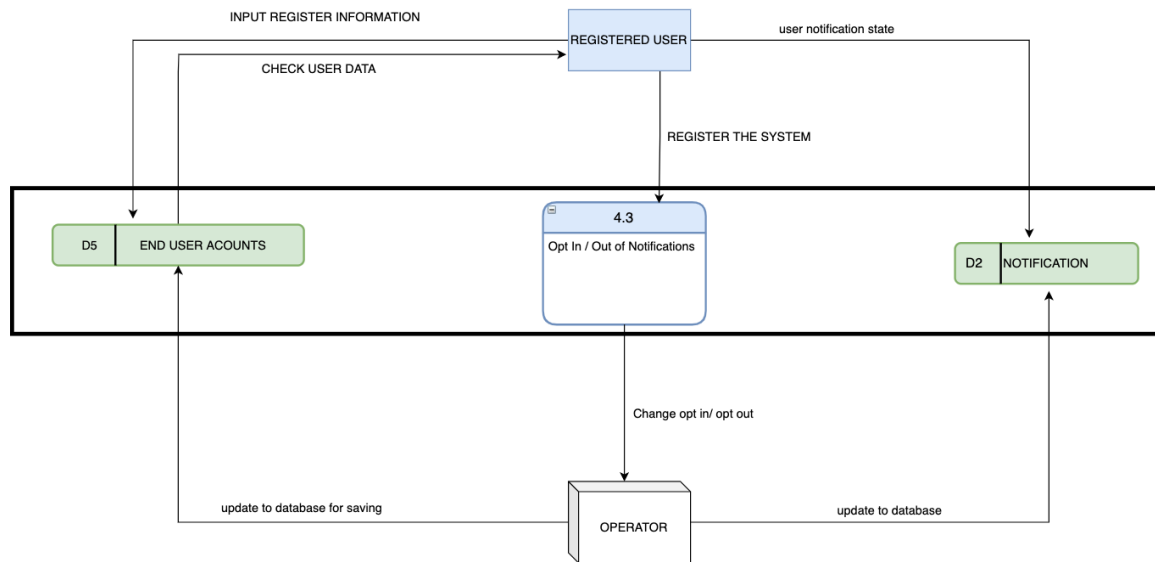 INPUT REGISTER INFORMATION
REGISTERED USER
user notification state
CHECK USER DATA
REGISTER THE SYSTEM
4.3
D5 END USER ACOUNTS
Opt In / Out of Notifications
D2 NOTIFICATION
Change opt in/ opt out
update to database for saving
OPERATOR
update to database